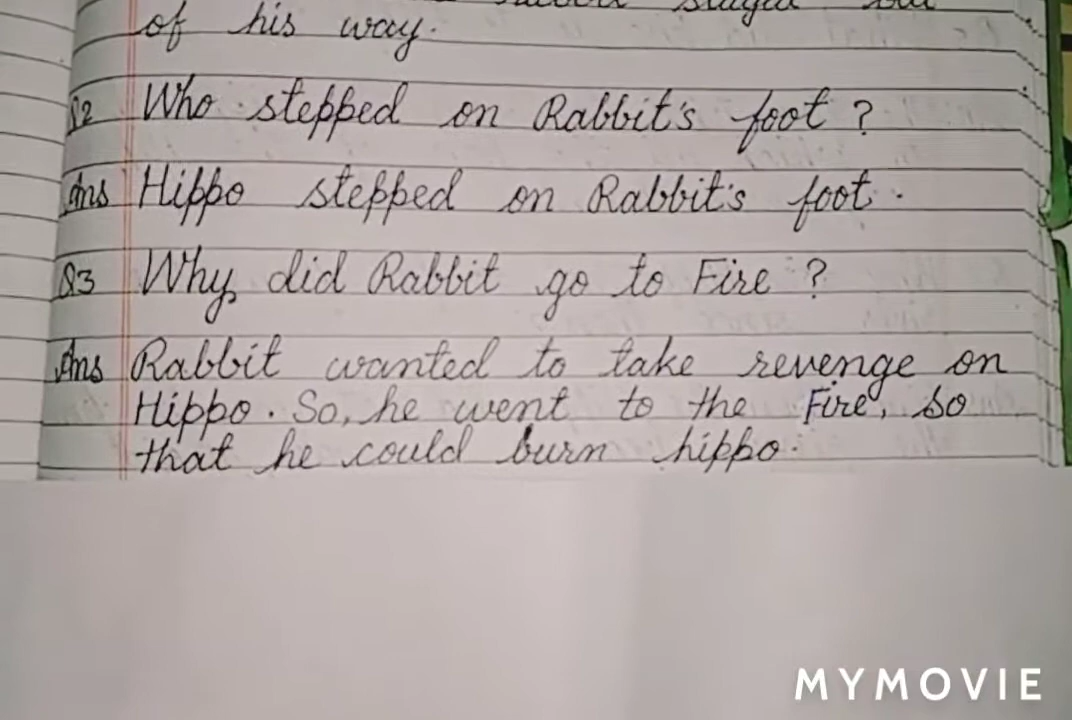 of his way.
Q2 Who stepped on Rabbit's foot ?
Ans Hippo stepped on Rabbit's foot.
Q3 Why did Rabbit go to Fire ?
Ans Rabbit wanted to take revenge on
Hippo. So, he went to the Fire, so
that he could burn hippo.
MYMOVIE